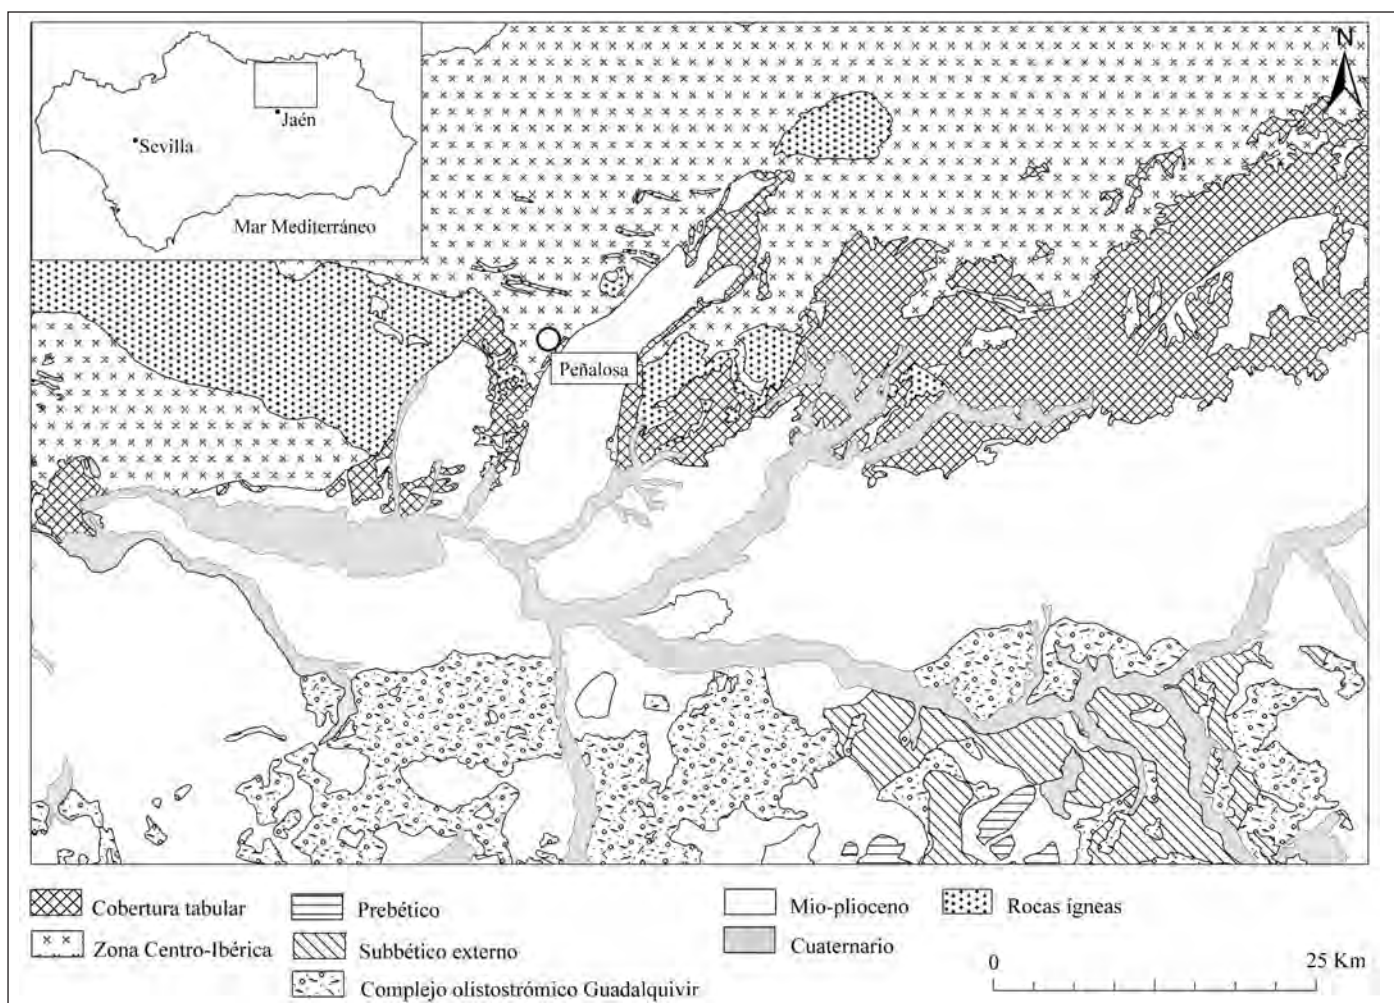 N
Jaén
Sevilla
Mar Mediterráneo
Peñalosa
Cobertura tabular
Prebético
Mio-plioceno
Rocas ígneas
Zona Centro-Ibérica
Subbético externo
Cuaternario
Complejo olistostrómico Guadalquivir
0
25 Km